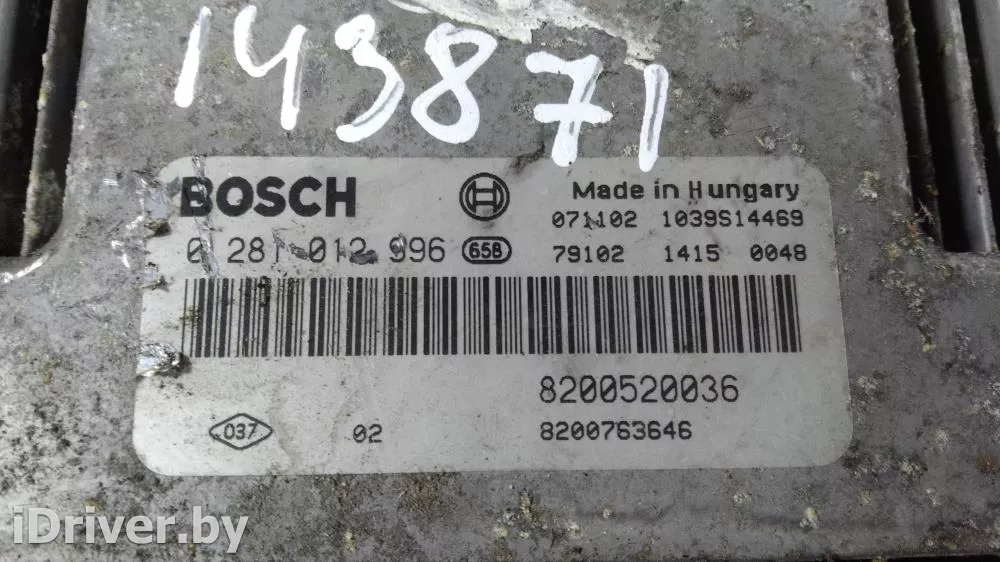 143871
BOSCH
Made in Hungary
071102 1039S14469
0 281 012 996 65B
79102 1415 0048
8200520036
037 02
8200763646
iDriver.by